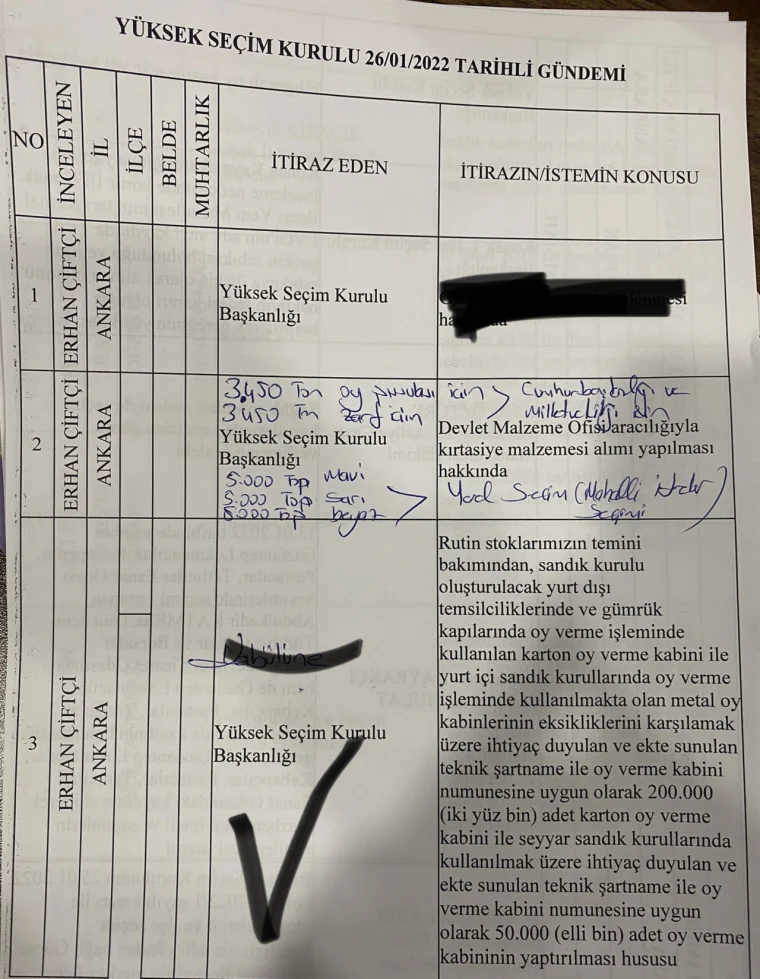 YÜKSEK SEÇİM KURULU 26/01/2022 TARİHLİ GÜNDEMİ
NO
İNCELEYEN
İL
İLÇE
BELDE
MUHTARLIK
İTİRAZ EDEN
İTİRAZIN/İSTEMİN KONUSU
1
ERHAN ÇİFTÇİ
ANKARA
Yüksek Seçim Kurulu
Başkanlığı
2
ERHAN ÇİFTÇİ
ANKARA
3.450 Ton oy pusulası için > Cumhurbaşkanlığı ve
3450 Ton zarf için Milletvekilliği için
Yüksek Seçim Kurulu
Başkanlığı
5.000 Top mavi
5.000 Top sarı
5.000 Top beyaz
Devlet Malzeme Ofisi aracılığıyla
kırtasiye malzemesi alımı yapılması
hakkında
> Yerel Seçim (Mahalli İdareler
Seçimi)
3
ERHAN ÇİFTÇİ
ANKARA
Kabulüne
Yüksek Seçim Kurulu
Başkanlığı
Rutin stoklarımızın temini
bakımından, sandık kurulu
oluşturulacak yurt dışı
temsilciliklerinde ve gümrük
kapılarında oy verme işleminde
kullanılan karton oy verme kabini ile
yurt içi sandık kurullarında oy verme
işleminde kullanılmakta olan metal oy
kabinlerinin eksikliklerini karşılamak
üzere ihtiyaç duyulan ve ekte sunulan
teknik şartname ile oy verme kabini
numunesine uygun olarak 200.000
(iki yüz bin) adet karton oy verme
kabini ile seyyar sandık kurullarında
kullanılmak üzere ihtiyaç duyulan ve
ekte sunulan teknik şartname ile oy
verme kabini numunesine uygun
olarak 50.000 (elli bin) adet oy verme
kabininin yaptırılması hususu